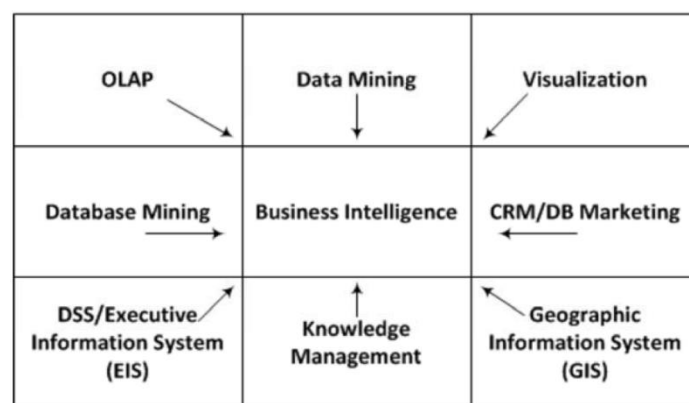 OLAP
Data Mining
Visualization
Database Mining
Business Intelligence
CRM/DB Marketing
DSS/Executive
Information System
(EIS)
Knowledge
Management
Geographic
Information System
(GIS)